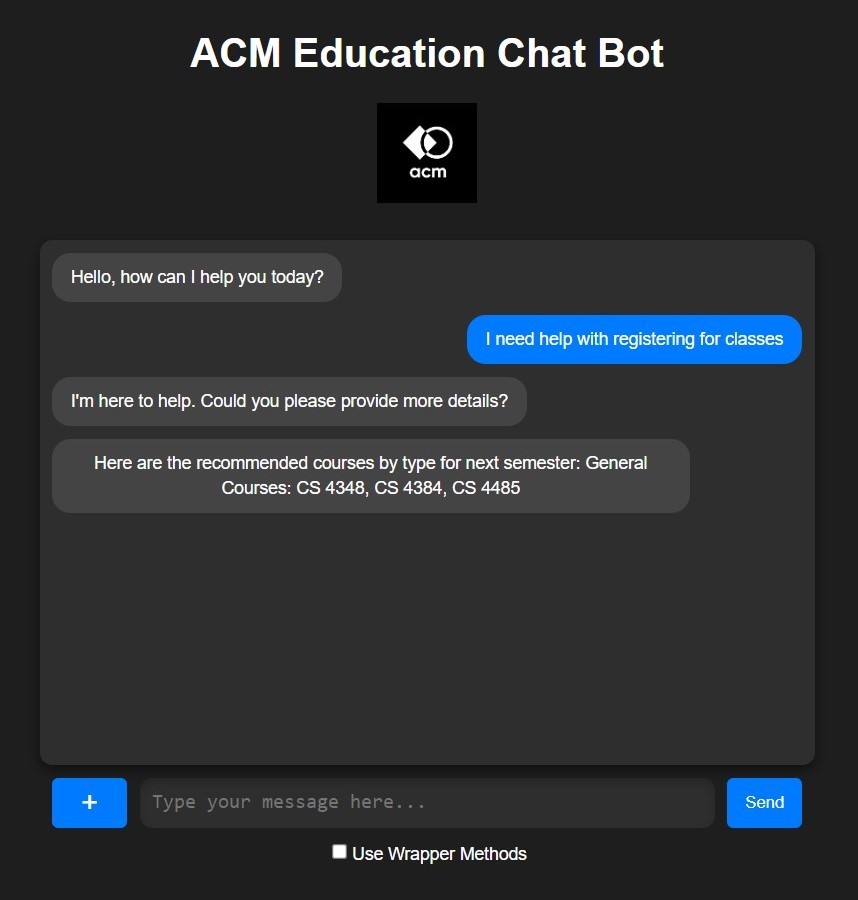 ACM Education Chat Bot
acm
Hello, how can I help you today?
I need help with registering for classes
I'm here to help. Could you please provide more details?
Here are the recommended courses by type for next semester: General
Courses: CS 4348, CS 4384, CS 4485
+
Type your message here...
Send
Use Wrapper Methods